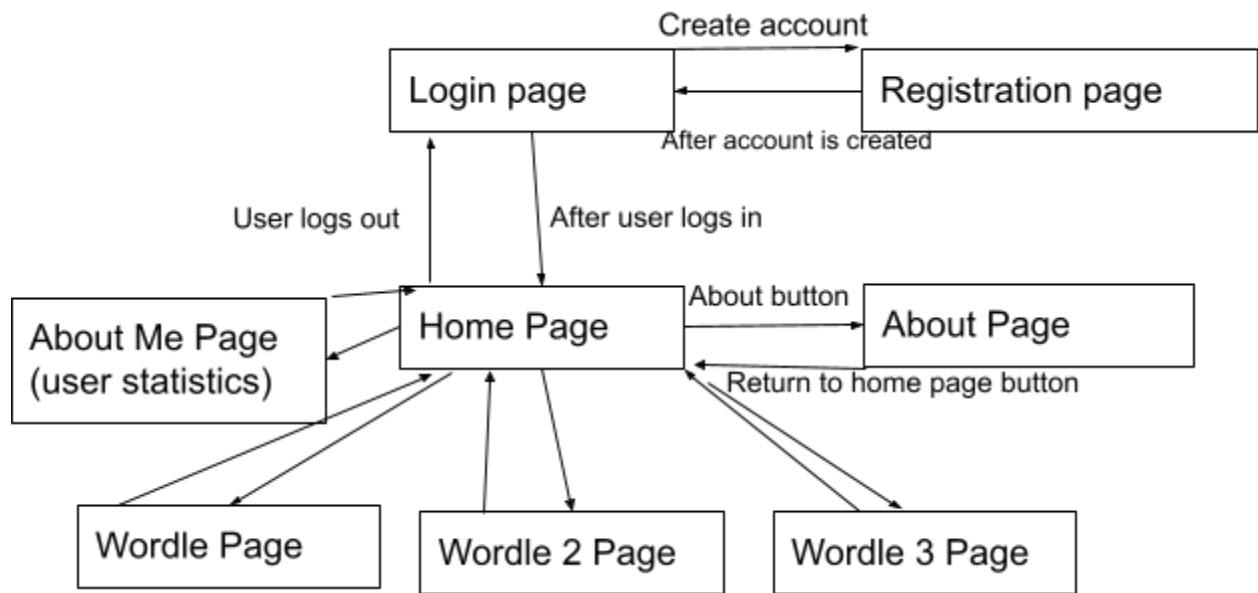 Create account
Login page
Registration page
After account is created
User logs out
After user logs in
About Me Page
(user statistics)
Home Page
About button
About Page
Return to home page button
Wordle Page
Wordle 2 Page
Wordle 3 Page